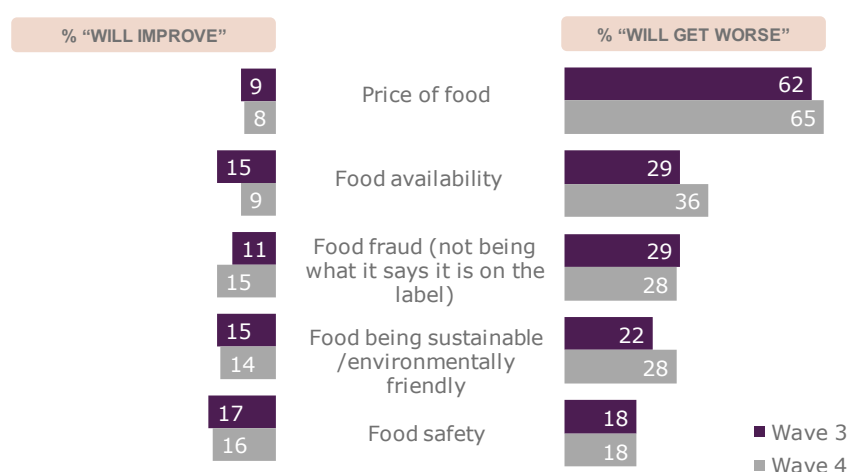 % “WILL IMPROVE”
% “WILL GET WORSE”
9
8
Price of food
62
65
15
9
Food availability
29
36
11
15
Food fraud (not being
what it says it is on the
label)
29
28
15
14
Food being sustainable
/environmentally
friendly
22
28
17
16
Food safety
18
18
Wave 3
Wave 4